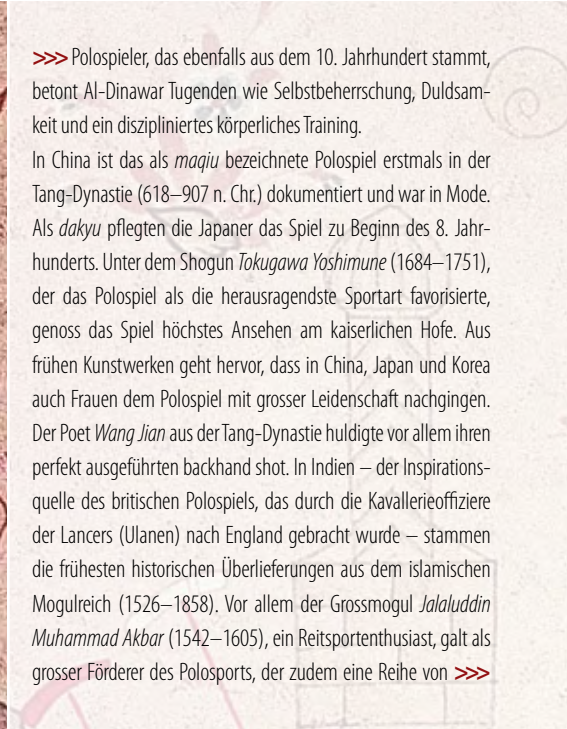 >>> Polospieler, das ebenfalls aus dem 10. Jahrhundert stammt,
betont Al-Dinawar Tugenden wie Selbstbeherrschung, Duldsam-
keit und ein diszipliniertes körperliches Training.
In China ist das als maqiu bezeichnete Polospiel erstmals in der
Tang-Dynastie (618–907 n. Chr.) dokumentiert und war in Mode.
Als dakyu pflegten die Japaner das Spiel zu Beginn des 8. Jahr-
hunderts. Unter dem Shogun Tokugawa Yoshimune (1684–1751),
der das Polospiel als die herausragendste Sportart favorisierte,
genoss das Spiel höchstes Ansehen am kaiserlichen Hofe. Aus
frühen Kunstwerken geht hervor, dass in China, Japan und Korea
auch Frauen dem Polospiel mit grosser Leidenschaft nachgingen.
Der Poet Wang Jian aus der Tang-Dynastie huldigte vor allem ihren
perfekt ausgeführten backhand shot. In Indien – der Inspirations-
quelle des britischen Polospiels, das durch die Kavallerieoffiziere
der Lancers (Ulanen) nach England gebracht wurde – stammen
die frühesten historischen Überlieferungen aus dem islamischen
Mogulreich (1526–1858). Vor allem der Grossmogul Jalaluddin
Muhammad Akbar (1542–1605), ein Reitsportenthusiast, galt als
grosser Förderer des Polosports, der zudem eine Reihe von >>>